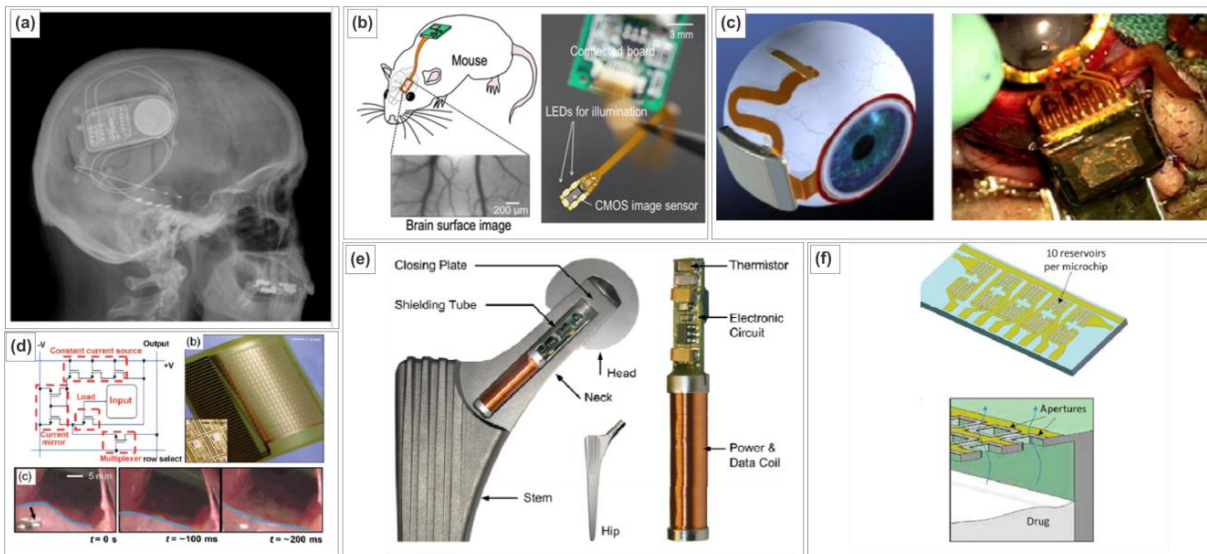 (a)
(b)
Mouse
200 µm
Brain surface image
3 mm
Connected board
LEDs for illumination
CMOS image sensor
(c)
(d)
-V
Constant current source
Output
+V
Load
Input
Current
mirror
Multiplexer
row select
(b)
(c)
5 mm
t = 0 s
t = ~100 ms
t = ~200 ms
(e)
Closing Plate
Shielding Tube
Head
Neck
Stem
Hip
Thermistor
Electronic
Circuit
Power &
Data Coil
(f)
10 reservoirs
per microchip
Apertures
Drug